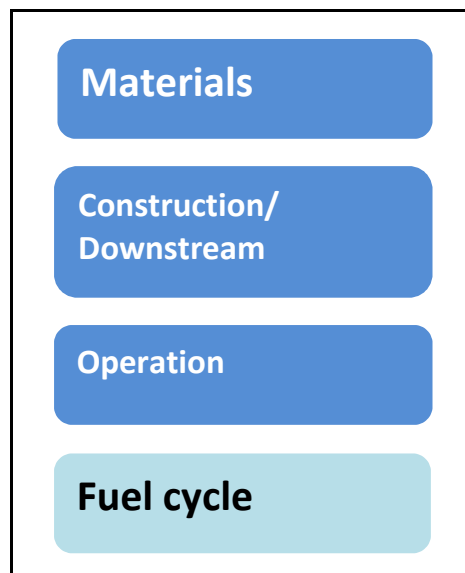 Materials
Construction/
Downstream
Operation
Fuel cycle